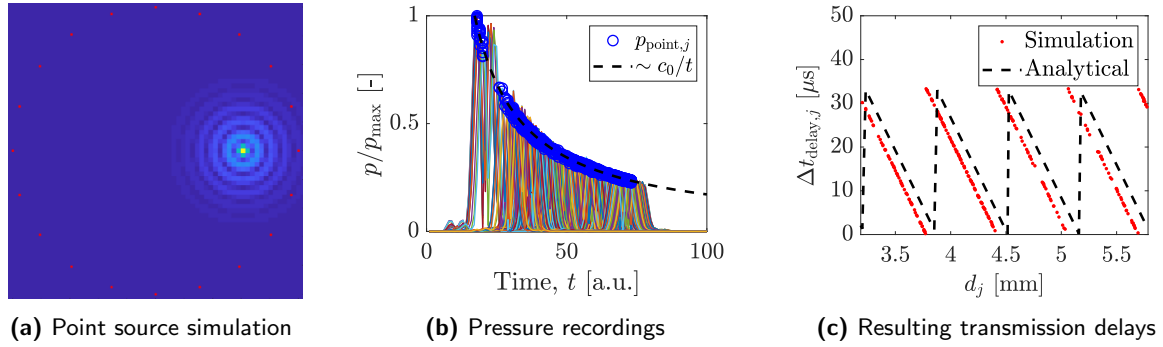 1
0.5
0
0
50
100
p/p_max [-]
Time, t [a.u.]
p_point,j
~ c_0/t
50
40
30
20
10
0
3.5
4
4.5
5
5.5
Δt_delay,j [μs]
d_j [mm]
Simulation
Analytical
(a) Point source simulation
(b) Pressure recordings
(c) Resulting transmission delays